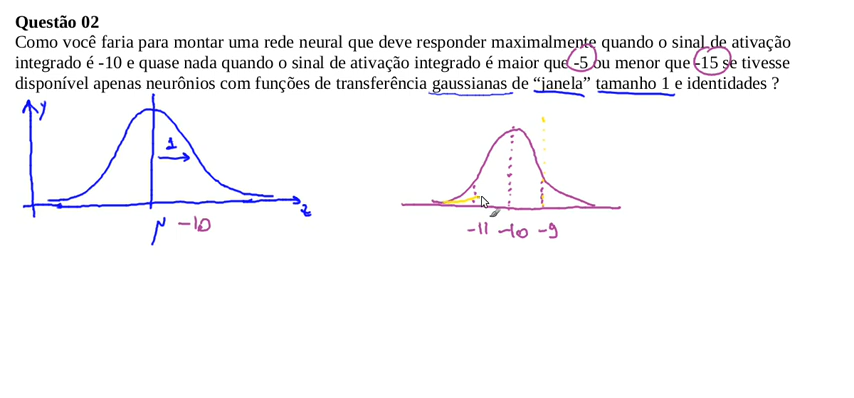 Questão 02
Como você faria para montar uma rede neural que deve responder maximalmente quando o sinal de ativação
integrado é -10 e quase nada quando o sinal de ativação integrado é maior que -5 ou menor que -15 se tivesse
disponível apenas neurônios com funções de transferência gaussianas de “janela” tamanho 1 e identidades ?
y
1
z
μ -10
-11 -10 -9